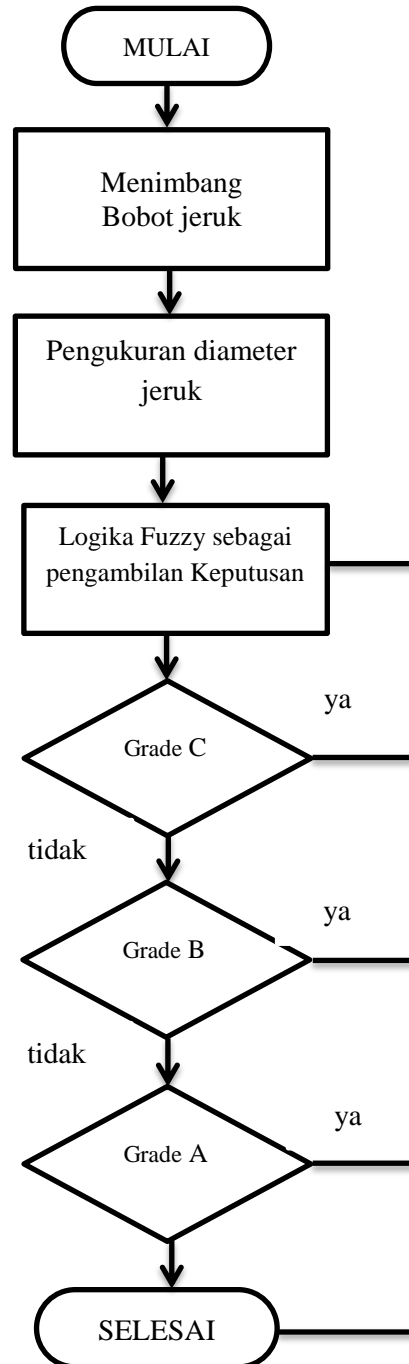 MULAI
Menimbang
Bobot jeruk
Pengukuran diameter
jeruk
Logika Fuzzy sebagai
pengambilan Keputusan
ya
Grade C
tidak
ya
Grade B
tidak
ya
Grade A
SELESAI